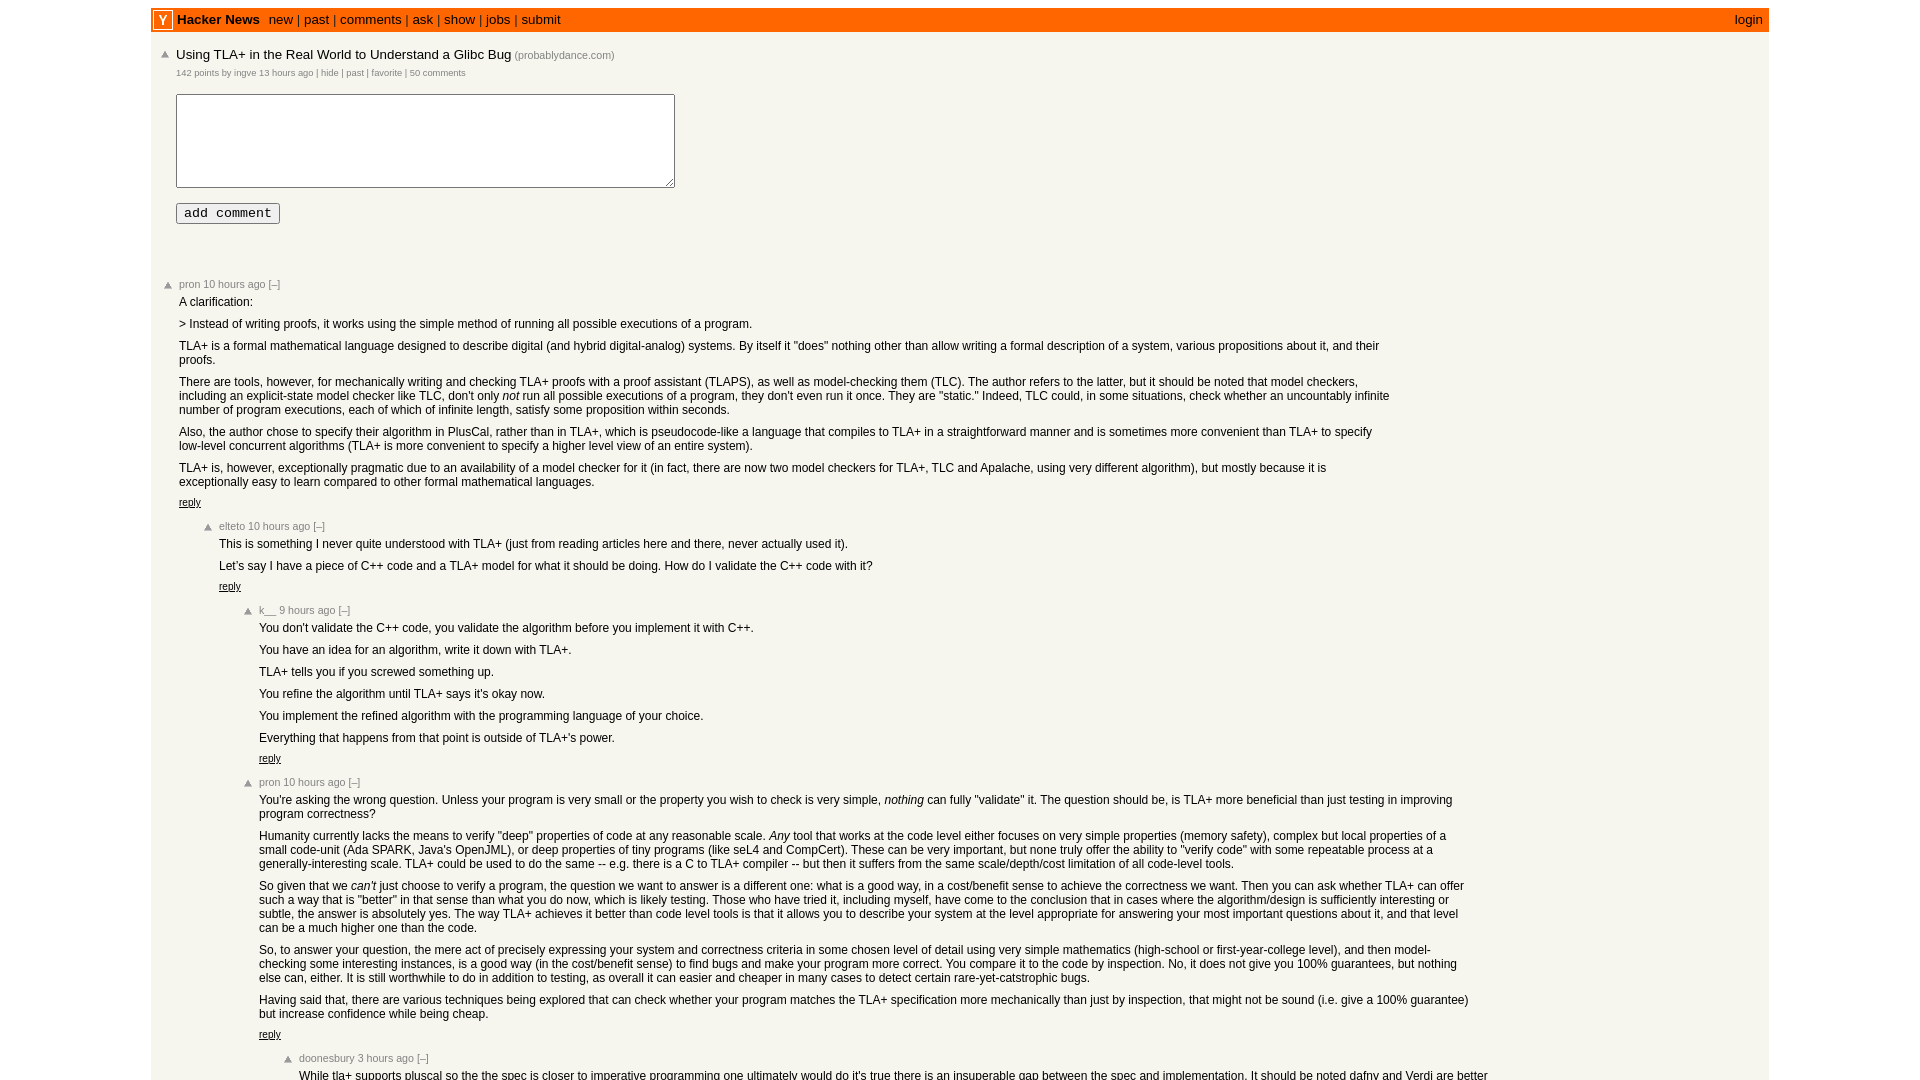 Y Hacker News new | past | comments | ask | show | jobs | submit login
Using TLA+ in the Real World to Understand a Glibc Bug (probablydance.com)
142 points by ingve 13 hours ago | hide | past | favorite | 50 comments
add comment
pron 10 hours ago [–]
A clarification:
> Instead of writing proofs, it works using the simple method of running all possible executions of a program.
TLA+ is a formal mathematical language designed to describe digital (and hybrid digital-analog) systems. By itself it "does" nothing other than allow writing a formal description of a system, various propositions about it, and their
proofs.
There are tools, however, for mechanically writing and checking TLA+ proofs with a proof assistant (TLAPS), as well as model-checking them (TLC). The author refers to the latter, but it should be noted that model checkers,
including an explicit-state model checker like TLC, don't only not run all possible executions of a program, they don't even run it once. They are "static." Indeed, TLC could, in some situations, check whether an uncountably infinite
number of program executions, each of which of infinite length, satisfy some proposition within seconds.
Also, the author chose to specify their algorithm in PlusCal, rather than in TLA+, which is pseudocode-like a language that compiles to TLA+ in a straightforward manner and is sometimes more convenient than TLA+ to specify
low-level concurrent algorithms (TLA+ is more convenient to specify a higher level view of an entire system).
TLA+ is, however, exceptionally pragmatic due to an availability of a model checker for it (in fact, there are now two model checkers for TLA+, TLC and Apalache, using very different algorithm), but mostly because it is
exceptionally easy to learn compared to other formal mathematical languages.
reply
elteto 10 hours ago [–]
This is something I never quite understood with TLA+ (just from reading articles here and there, never actually used it).
Let's say I have a piece of C++ code and a TLA+ model for what it should be doing. How do I validate the C++ code with it?
reply
k__ 9 hours ago [–]
You don't validate the C++ code, you validate the algorithm before you implement it with C++.
You have an idea for an algorithm, write it down with TLA+.
TLA+ tells you if you screwed something up.
You refine the algorithm until TLA+ says it's okay now.
You implement the refined algorithm with the programming language of your choice.
Everything that happens from that point is outside of TLA+'s power.
reply
pron 10 hours ago [–]
You're asking the wrong question. Unless your program is very small or the property you wish to check is very simple, nothing can fully "validate" it. The question should be, is TLA+ more beneficial than just testing in improving
program correctness?
Humanity currently lacks the means to verify "deep" properties of code at any reasonable scale. Any tool that works at the code level either focuses on very simple properties (memory safety), complex but local properties of a
small code-unit (Ada SPARK, Java's OpenJML), or deep properties of tiny programs (like seL4 and CompCert). These can be very important, but none truly offer the ability to "verify code" with some repeatable process at a
generally-interesting scale. TLA+ could be used to do the same -- e.g. there is a C to TLA+ compiler -- but then it suffers from the same scale/depth/cost limitation of all code-level tools.
So given that we can't just choose to verify a program, the question we want to answer is a different one: what is a good way, in a cost/benefit sense to achieve the correctness we want. Then you can ask whether TLA+ can offer
such a way that is "better" in that sense than what you do now, which is likely testing. Those who have tried it, including myself, have come to the conclusion that in cases where the algorithm/design is sufficiently interesting or
subtle, the answer is absolutely yes. The way TLA+ achieves it better than code level tools is that it allows you to describe your system at the level appropriate for answering your most important questions about it, and that level
can be a much higher one than the code.
So, to answer your question, the mere act of precisely expressing your system and correctness criteria in some chosen level of detail using very simple mathematics (high-school or first-year-college level), and then model-
checking some interesting instances, is a good way (in the cost/benefit sense) to find bugs and make your program more correct. You compare it to the code by inspection. No, it does not give you 100% guarantees, but nothing
else can, either. It is still worthwhile to do in addition to testing, as overall it can easier and cheaper in many cases to detect certain rare-yet-catstrophic bugs.
Having said that, there are various techniques being explored that can check whether your program matches the TLA+ specification more mechanically than just by inspection, that might not be sound (i.e. give a 100% guarantee)
but increase confidence while being cheap.
reply
doonesbury 3 hours ago [–]
While tla+ supports pluscal so the the spec is closer to imperative programming one ultimately would do it's true there is an insuperable gap between the spec and implementation. It should be noted dafny and Verdi are better